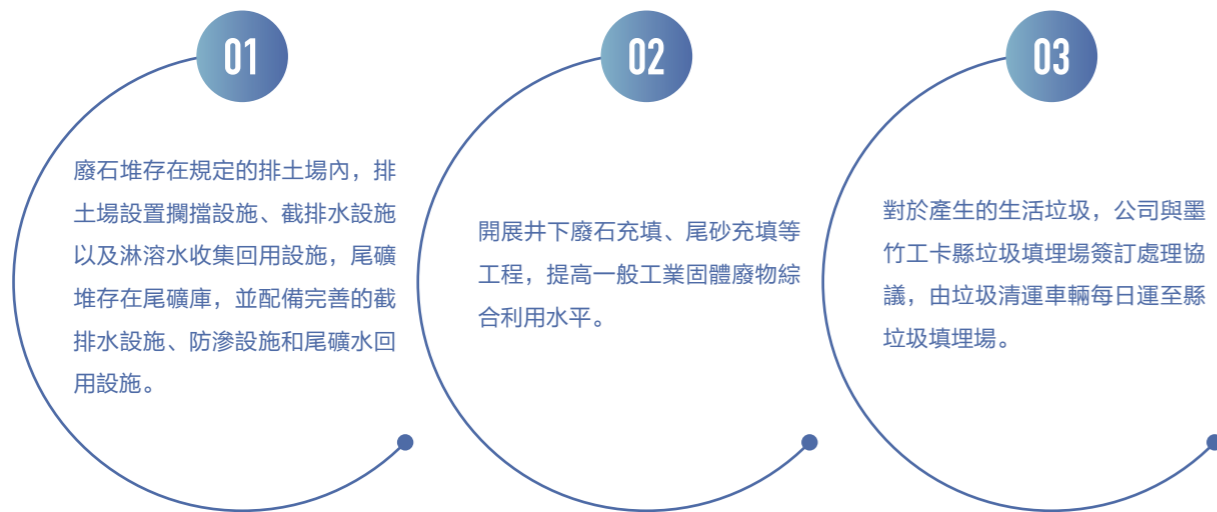 01
廢石堆存在規定的排土場內，排
土場設置攔擋設施、截排水設施
以及淋溶水收集回用設施，尾礦
堆存在尾礦庫，並配備完善的截
排水設施、防滲設施和尾礦水回
用設施。
02
開展井下廢石充填、尾砂充填等
工程，提高一般工業固體廢物綜
合利用水平。
03
對於產生的生活垃圾，公司與墨
竹工卡縣垃圾填埋場簽訂處理協
議，由垃圾清運車輛每日運至縣
垃圾填埋場。